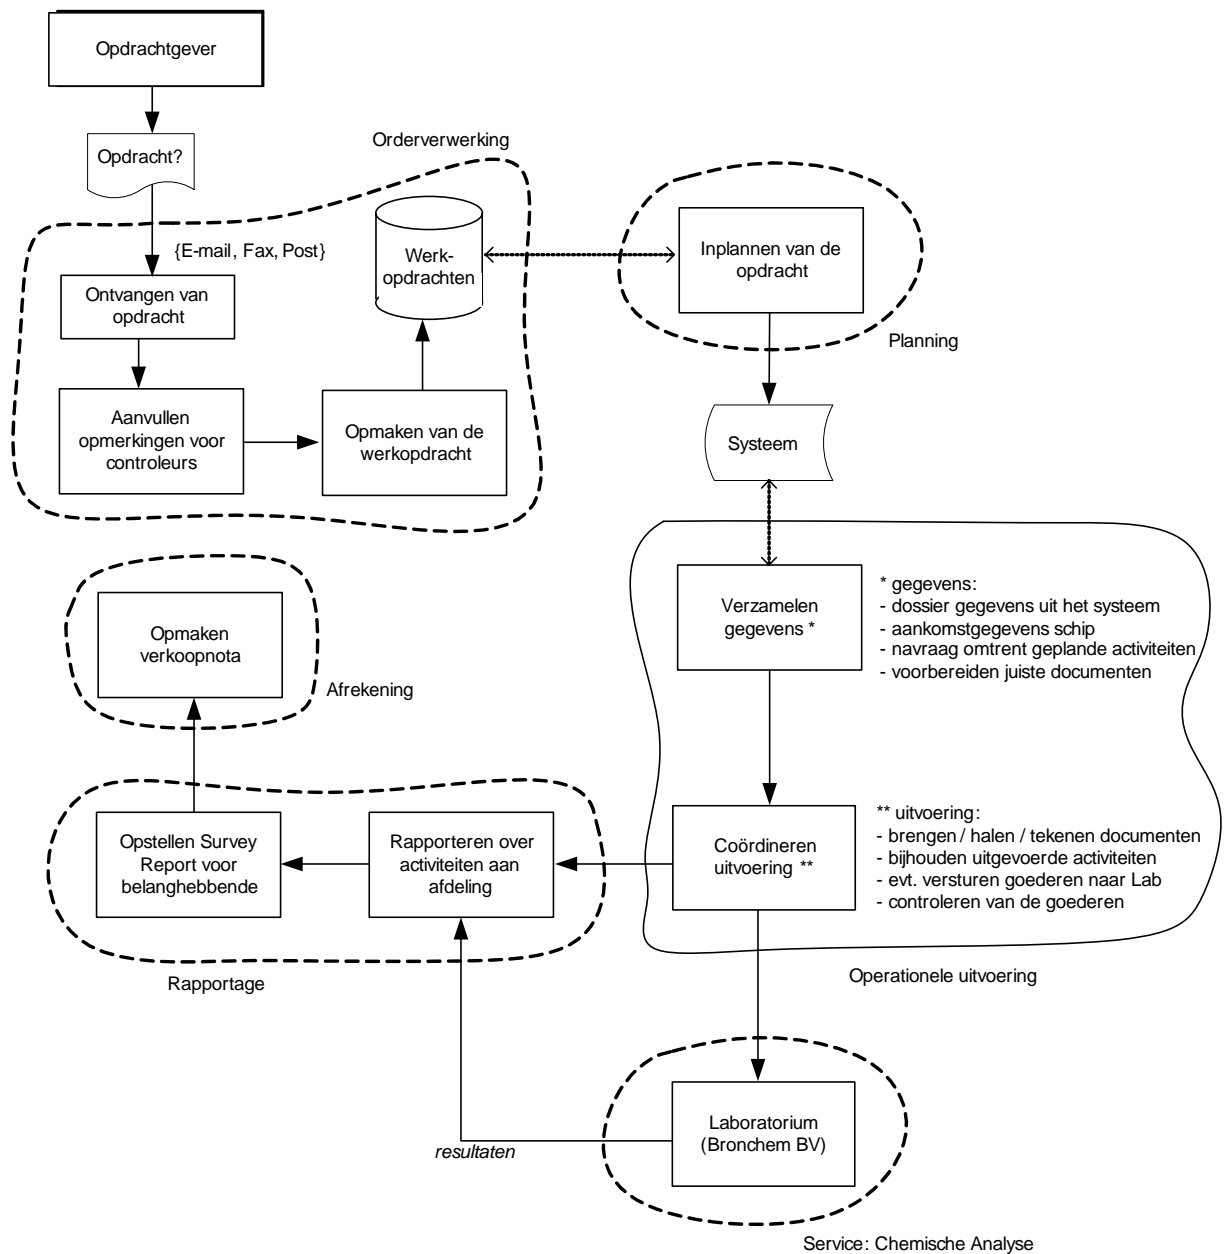 Opdrachtgever
Opdracht?
Orderverwerking
{E-mail, Fax, Post}
Werk-
opdrachten
Inplannen van de
opdracht
Ontvangen van
opdracht
Planning
Aanvullen
opmerkingen voor
controleurs
Opmaken van de
werkopdracht
Systeem
Verzamelen
gegevens *
* gegevens:
- dossier gegevens uit het systeem
- aankomstgegevens schip
- navraag omtrent geplande activiteiten
- voorbereiden juiste documenten
Opmaken
verkoopnota
Afrekening
Opstellen Survey
Report voor
belanghebbende
Rapporteren over
activiteiten aan
afdeling
Coördineren
uitvoering **
** uitvoering:
- brengen / halen / tekenen documenten
- bijhouden uitgevoerde activiteiten
- evt. versturen goederen naar Lab
- controleren van de goederen
Rapportage
Operationele uitvoering
Laboratorium
(Bronchem BV)
resultaten
Service: Chemische Analyse